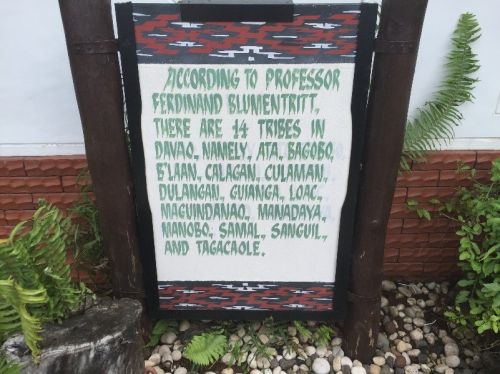 ACCORDING TO PROFESSOR
FERDINAND BLUMENTRITT,
THERE ARE 14 TRIBES IN
DAVAO, NAMELY, ATA, BAGOBO,
B'LAAN, CALAGAN, CULAMAN,
DULANGAN, GUIANGA, LOAC,
MAGUINDANAO, MANADAYA,
MANOBO, SAMAL, SANGUIL,
AND TAGACAOLE.